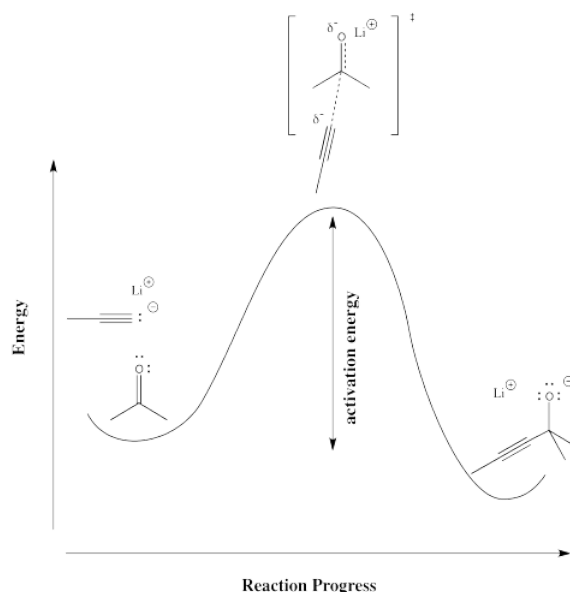 δ⁻ O Li⊕ ‡
δ⁻
Li⊕
: ⊖
O :
Energy
activation energy
Li⊕ : O : ⊖
Reaction Progress